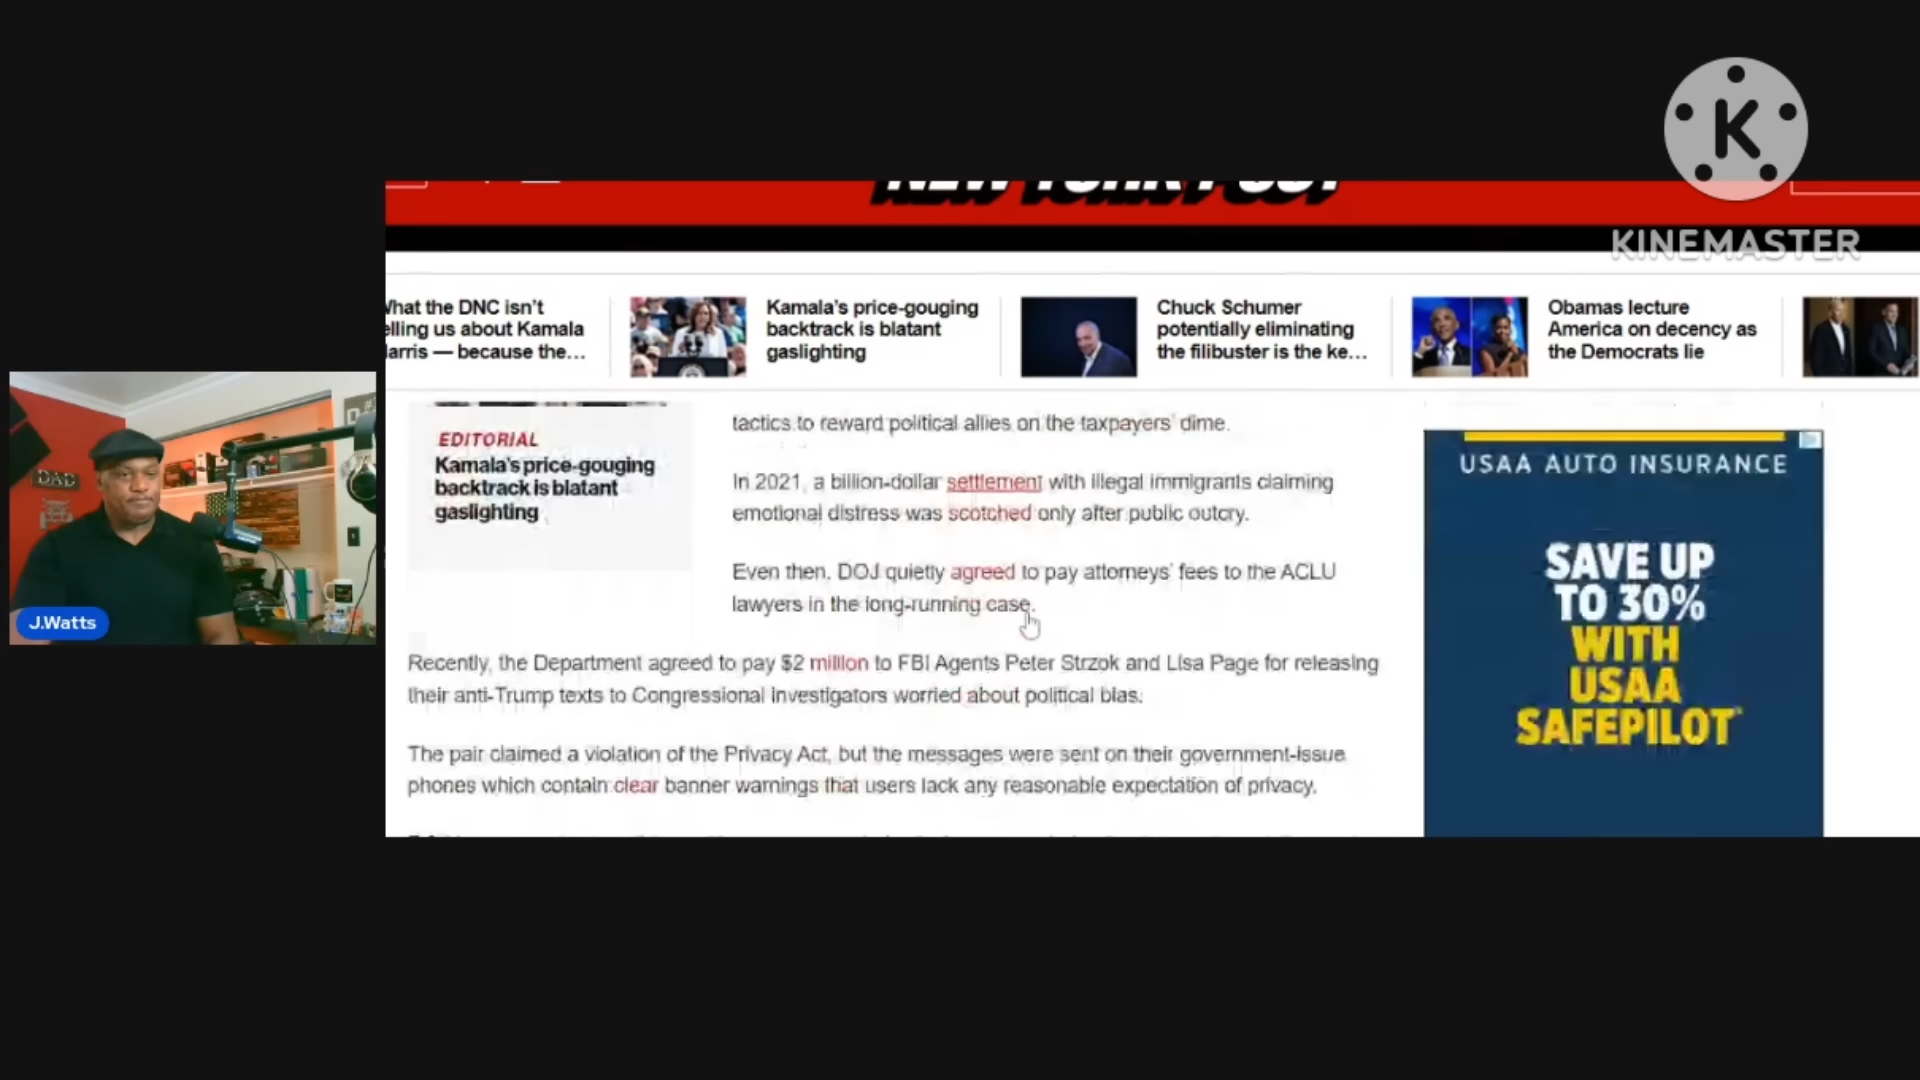 NEW YORK POST
KINEMASTER
What the DNC isn't
elling us about Kamala
Harris — because the...
Kamala's price-gouging
backtrack is blatant
gaslighting
Chuck Schumer
potentially eliminating
the filibuster is the ke...
Obamas lecture
America on decency as
the Democrats lie
EDITORIAL
Kamala's price-gouging
backtrack is blatant
gaslighting
tactics to reward political allies on the taxpayers' dime.
In 2021, a billion-dollar settlement with illegal immigrants claiming
emotional distress was scotched only after public outcry.
Even then, DOJ quietly agreed to pay attorneys' fees to the ACLU
lawyers in the long-running case.
Recently, the Department agreed to pay $2 million to FBI Agents Peter Strzok and Lisa Page for releasing
their anti-Trump texts to Congressional investigators worried about political bias.
The pair claimed a violation of the Privacy Act, but the messages were sent on their government-issue
phones which contain clear banner warnings that users lack any reasonable expectation of privacy.
USAA AUTO INSURANCE
SAVE UP
TO 30%
WITH
USAA
SAFEPILOT
DAD
J.Watts